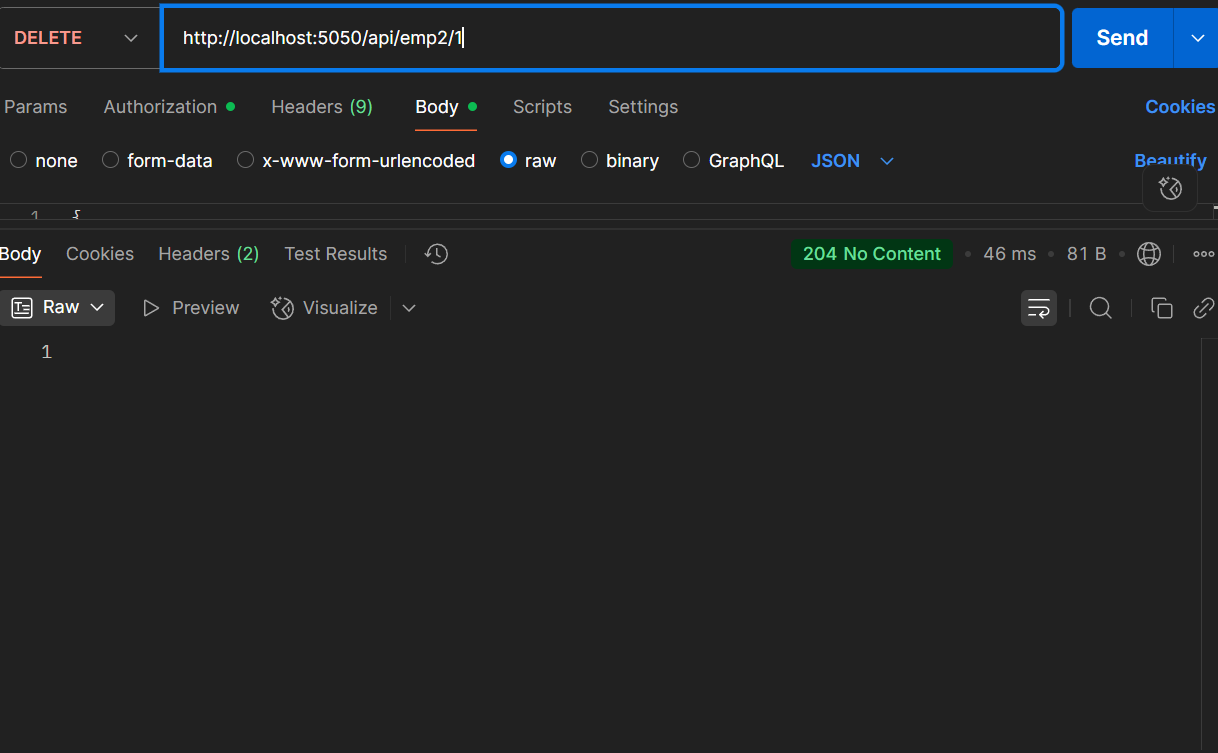 DELETE http://localhost:5050/api/emp2/1 Send
Params Authorization Headers (9) Body Scripts Settings Cookies
none form-data x-www-form-urlencoded raw binary GraphQL JSON Beautify
1 {
Body Cookies Headers (2) Test Results 204 No Content 46 ms 81 B
Raw Preview Visualize
1